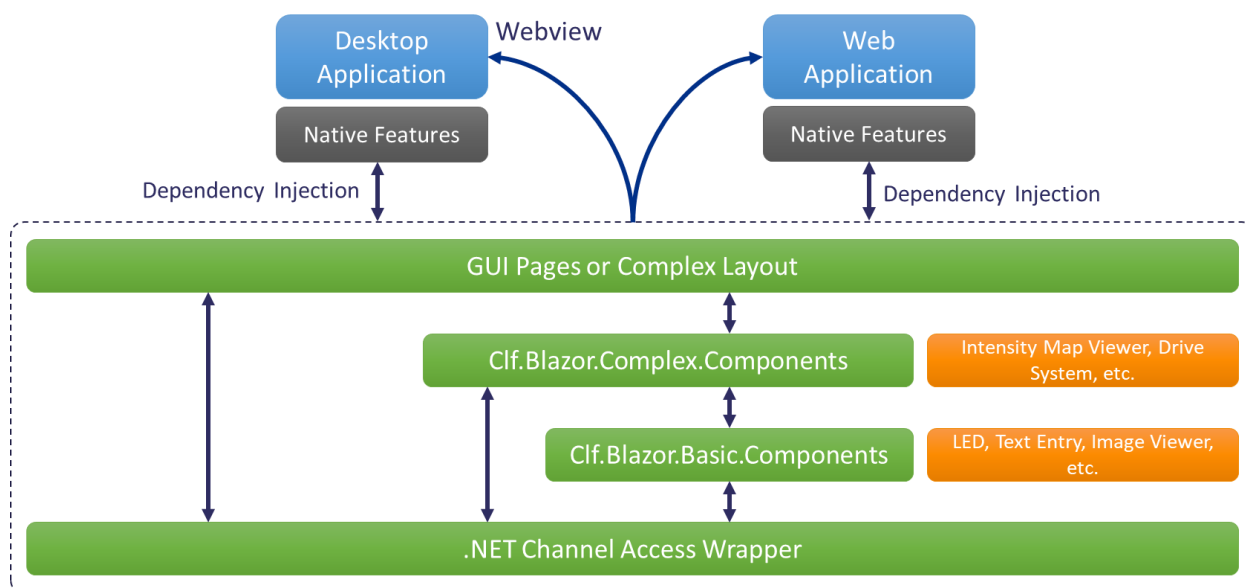 Desktop
Application
Webview
Web
Application
Native Features
Native Features
Dependency Injection
Dependency Injection
GUI Pages or Complex Layout
Clf.Blazor.Complex.Components
Intensity Map Viewer, Drive
System, etc.
Clf.Blazor.Basic.Components
LED, Text Entry, Image Viewer,
etc.
.NET Channel Access Wrapper